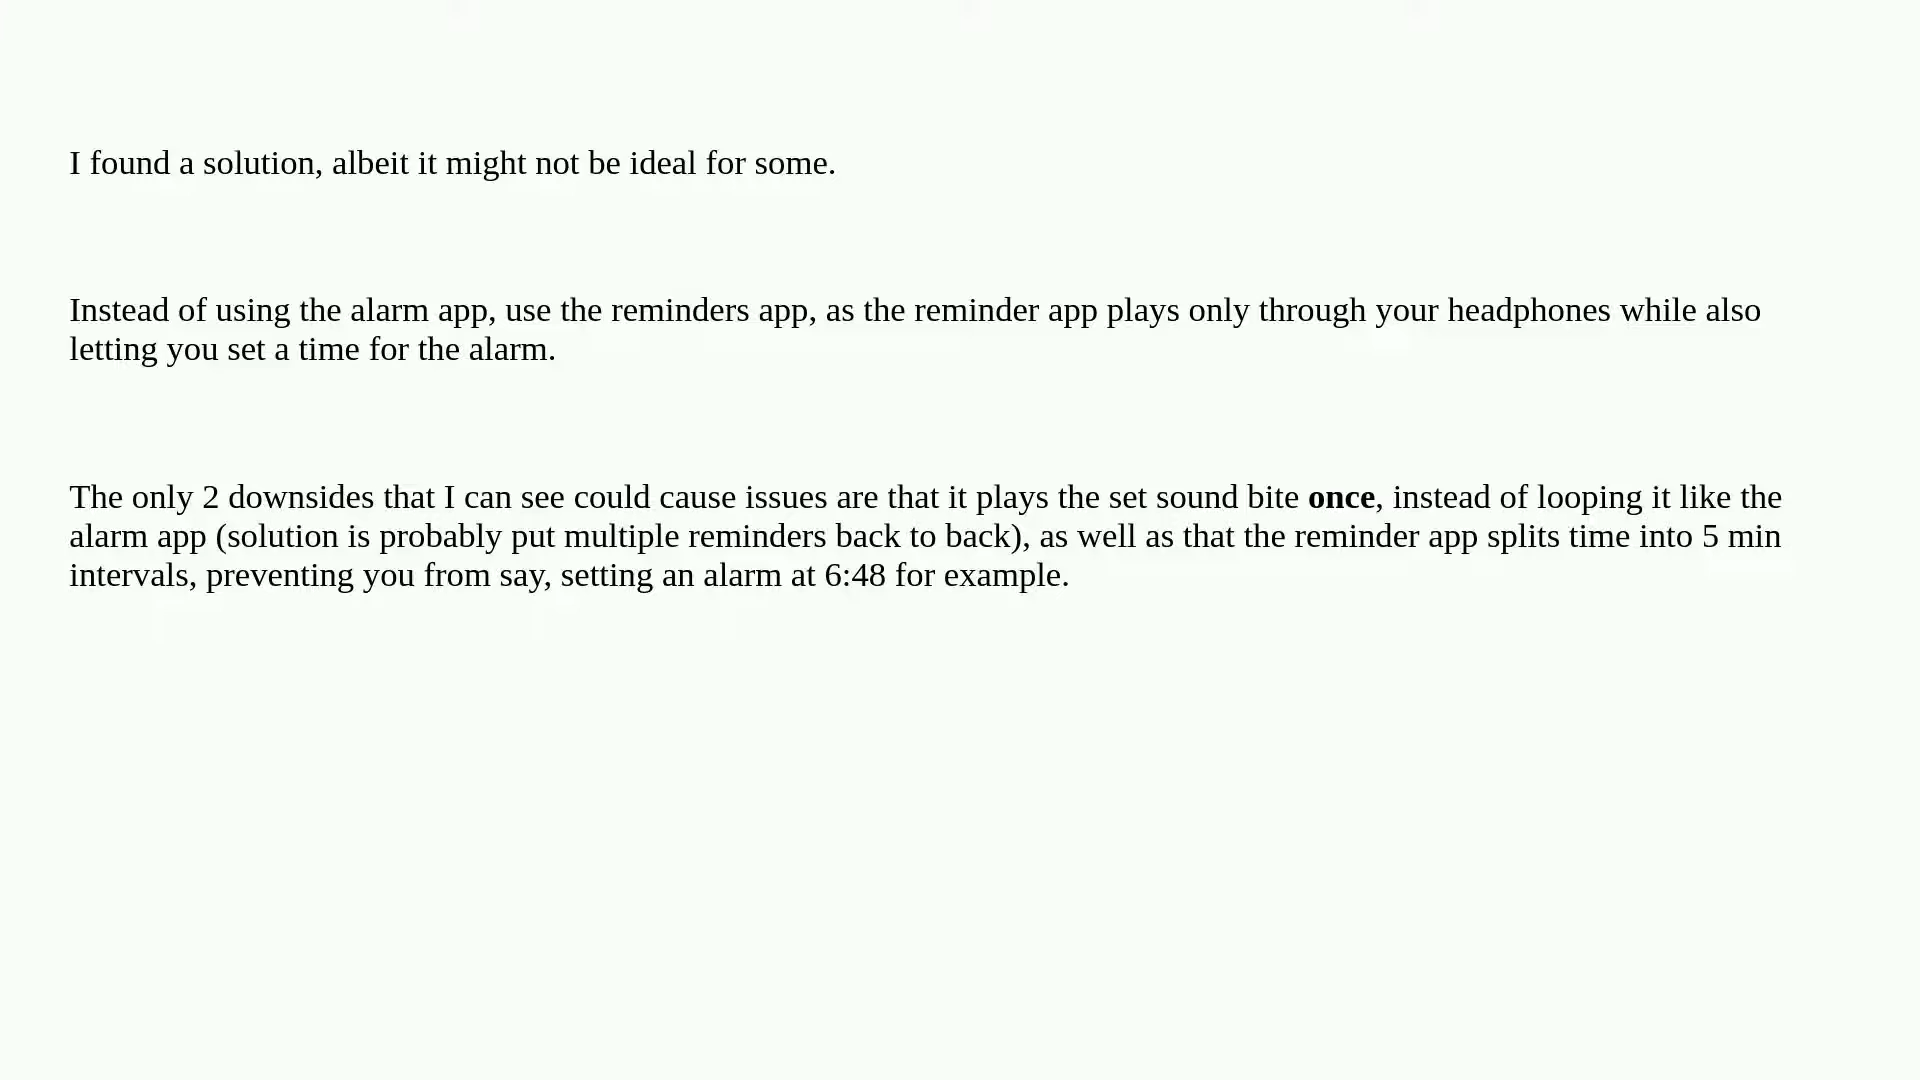 I found a solution, albeit it might not be ideal for some.
Instead of using the alarm app, use the reminders app, as the reminder app plays only through your headphones while also
letting you set a time for the alarm.
The only 2 downsides that I can see could cause issues are that it plays the set sound bite once, instead of looping it like the
alarm app (solution is probably put multiple reminders back to back), as well as that the reminder app splits time into 5 min
intervals, preventing you from say, setting an alarm at 6:48 for example.